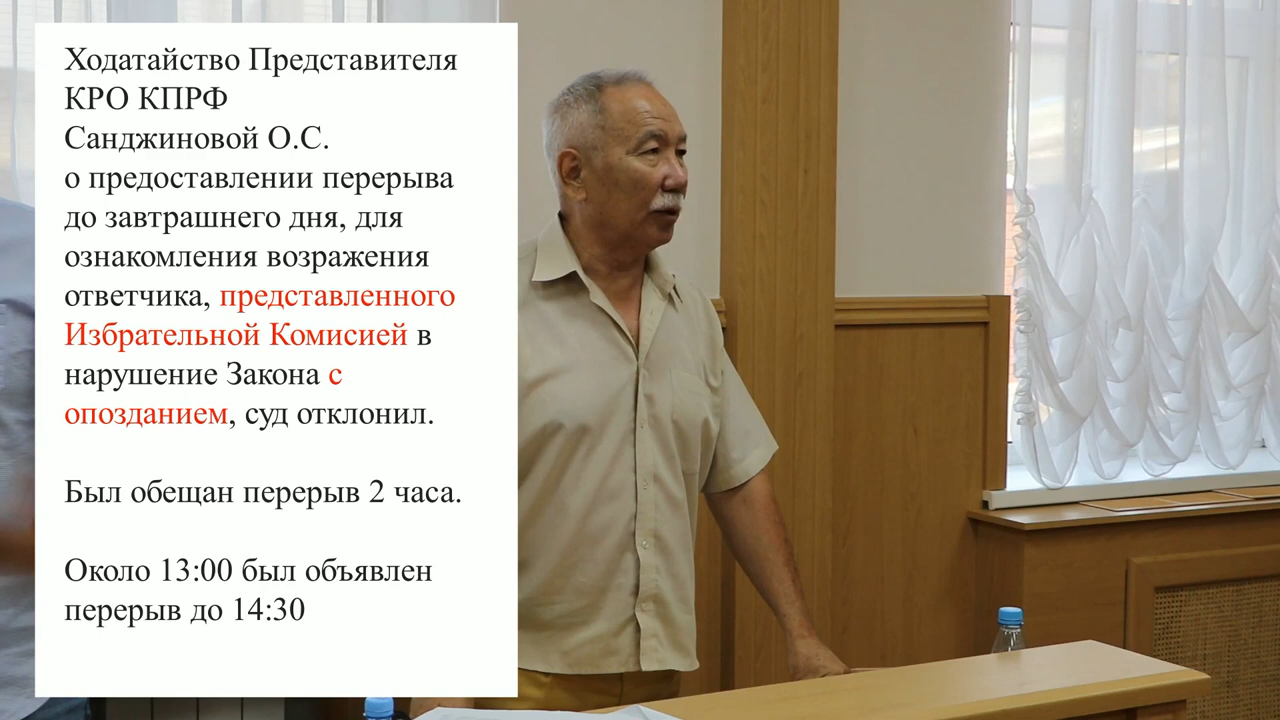 Ходатайство Представителя
КРО КПРФ
Санджиновой О.С.
о предоставлении перерыва
до завтрашнего дня, для
ознакомления возражения
ответчика, представленного
Избрательной Комисией в
нарушение Закона с
опозданием, суд отклонил.
Был обещан перерыв 2 часа.
Около 13:00 был объявлен
перерыв до 14:30